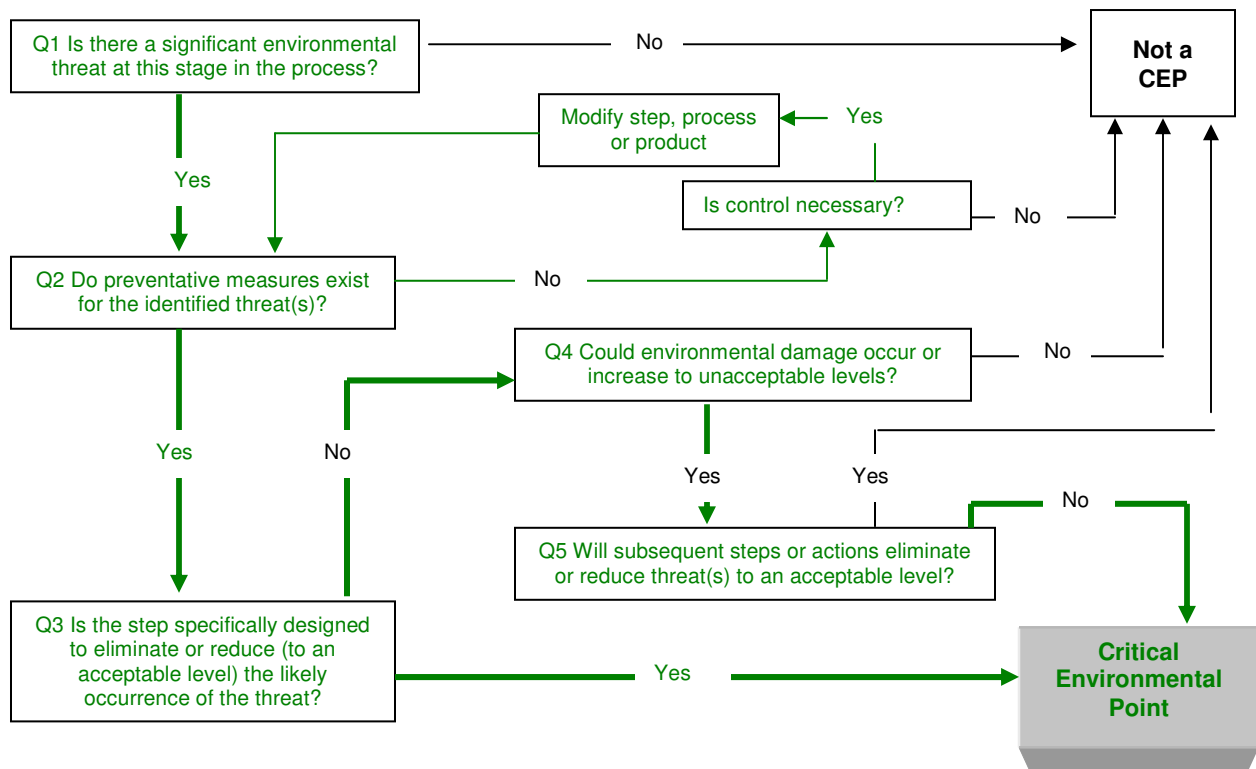 Q1 Is there a significant environmental
threat at this stage in the process?
No
Not a
CEP
Modify step, process
or product
Yes
Yes
Is control necessary?
No
Q2 Do preventative measures exist
for the identified threat(s)?
No
Q4 Could environmental damage occur or
increase to unacceptable levels?
No
Yes
No
Yes
Yes
No
Q5 Will subsequent steps or actions eliminate
or reduce threat(s) to an acceptable level?
Q3 Is the step specifically designed
to eliminate or reduce (to an
acceptable level) the likely
occurrence of the threat?
Yes
Critical
Environmental
Point